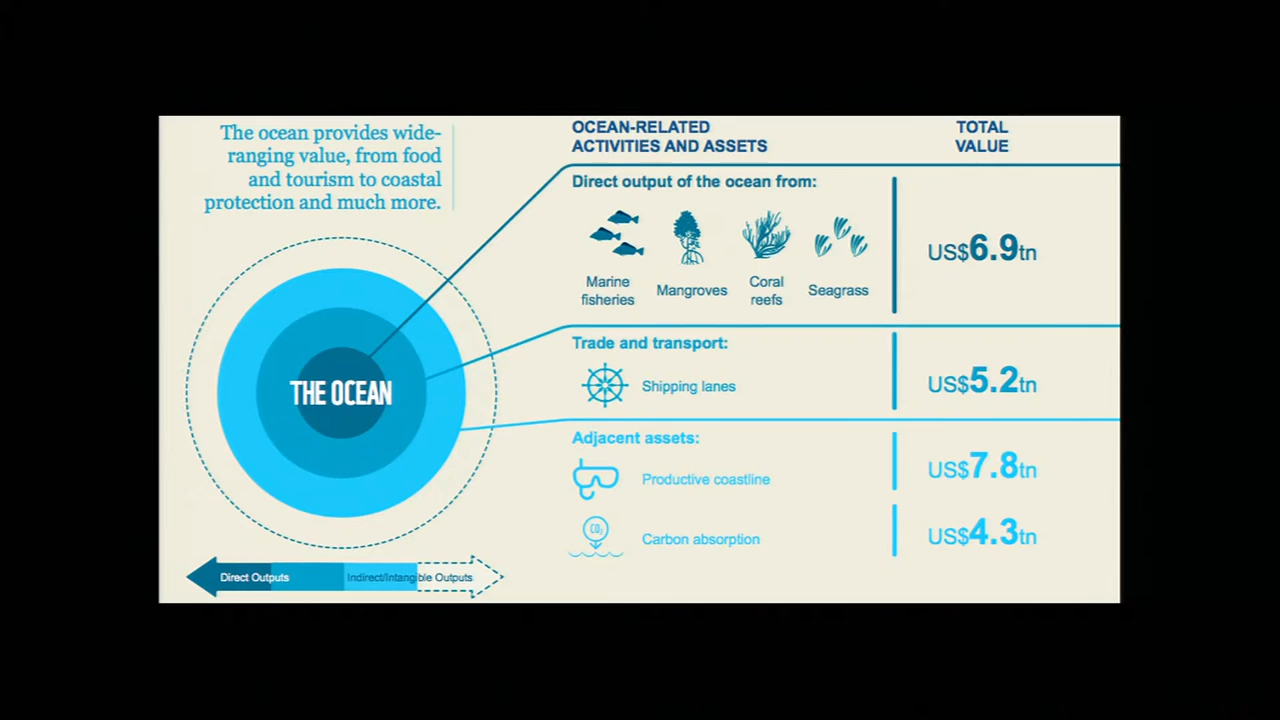 The ocean provides wide-
ranging value, from food
and tourism to coastal
protection and much more.
OCEAN-RELATED
ACTIVITIES AND ASSETS
TOTAL
VALUE
Direct output of the ocean from:
Marine
fisheries
Mangroves
Coral
reefs
Seagrass
US$6.9tn
Trade and transport:
Shipping lanes
US$5.2tn
Adjacent assets:
Productive coastline
US$7.8tn
CO₂
Carbon absorption
US$4.3tn
THE OCEAN
Direct Outputs
Indirect/Intangible Outputs